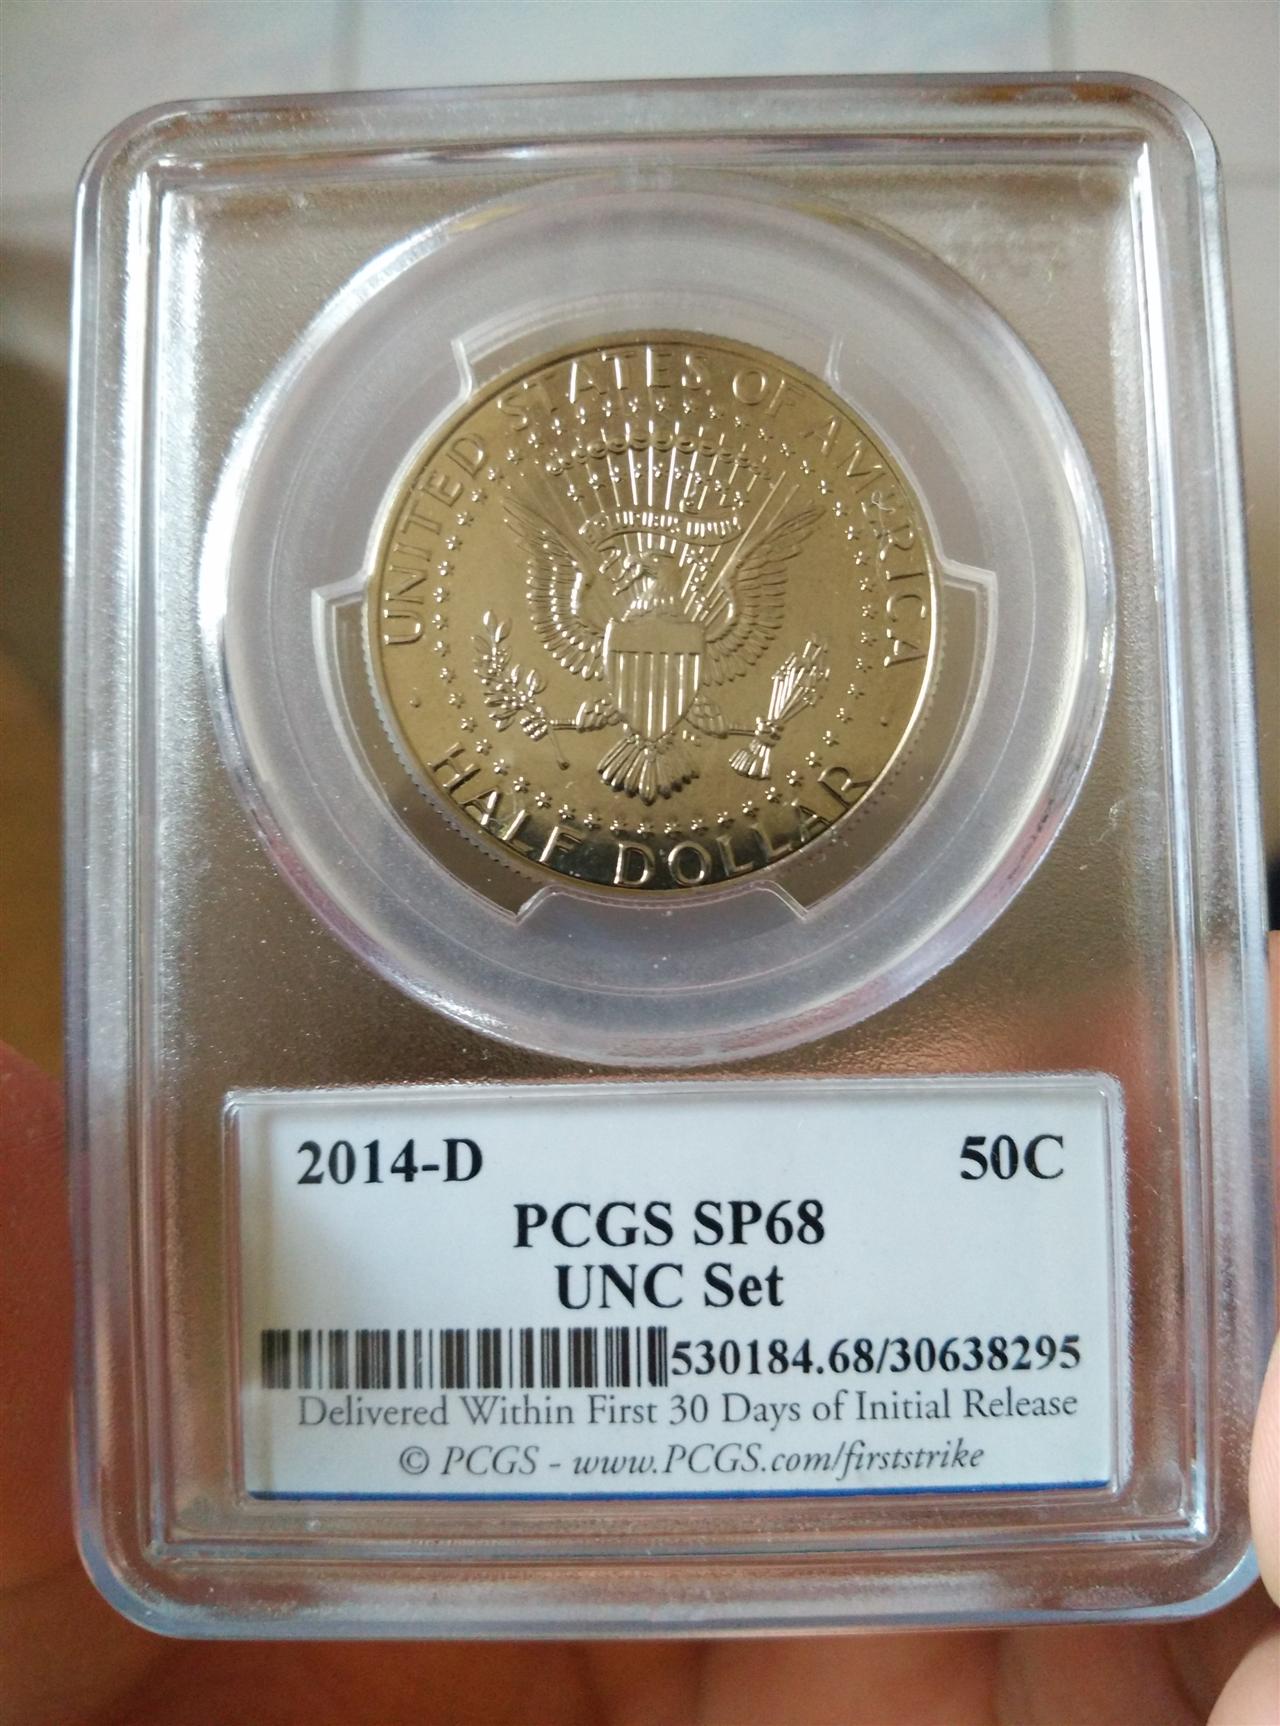 UNITED STATES OF AMERICA
HALF DOLLAR
2014-D 50C
PCGS SP68
UNC Set
530184.68/30638295
Delivered Within First 30 Days of Initial Release
© PCGS - www.PCGS.com/firststrike